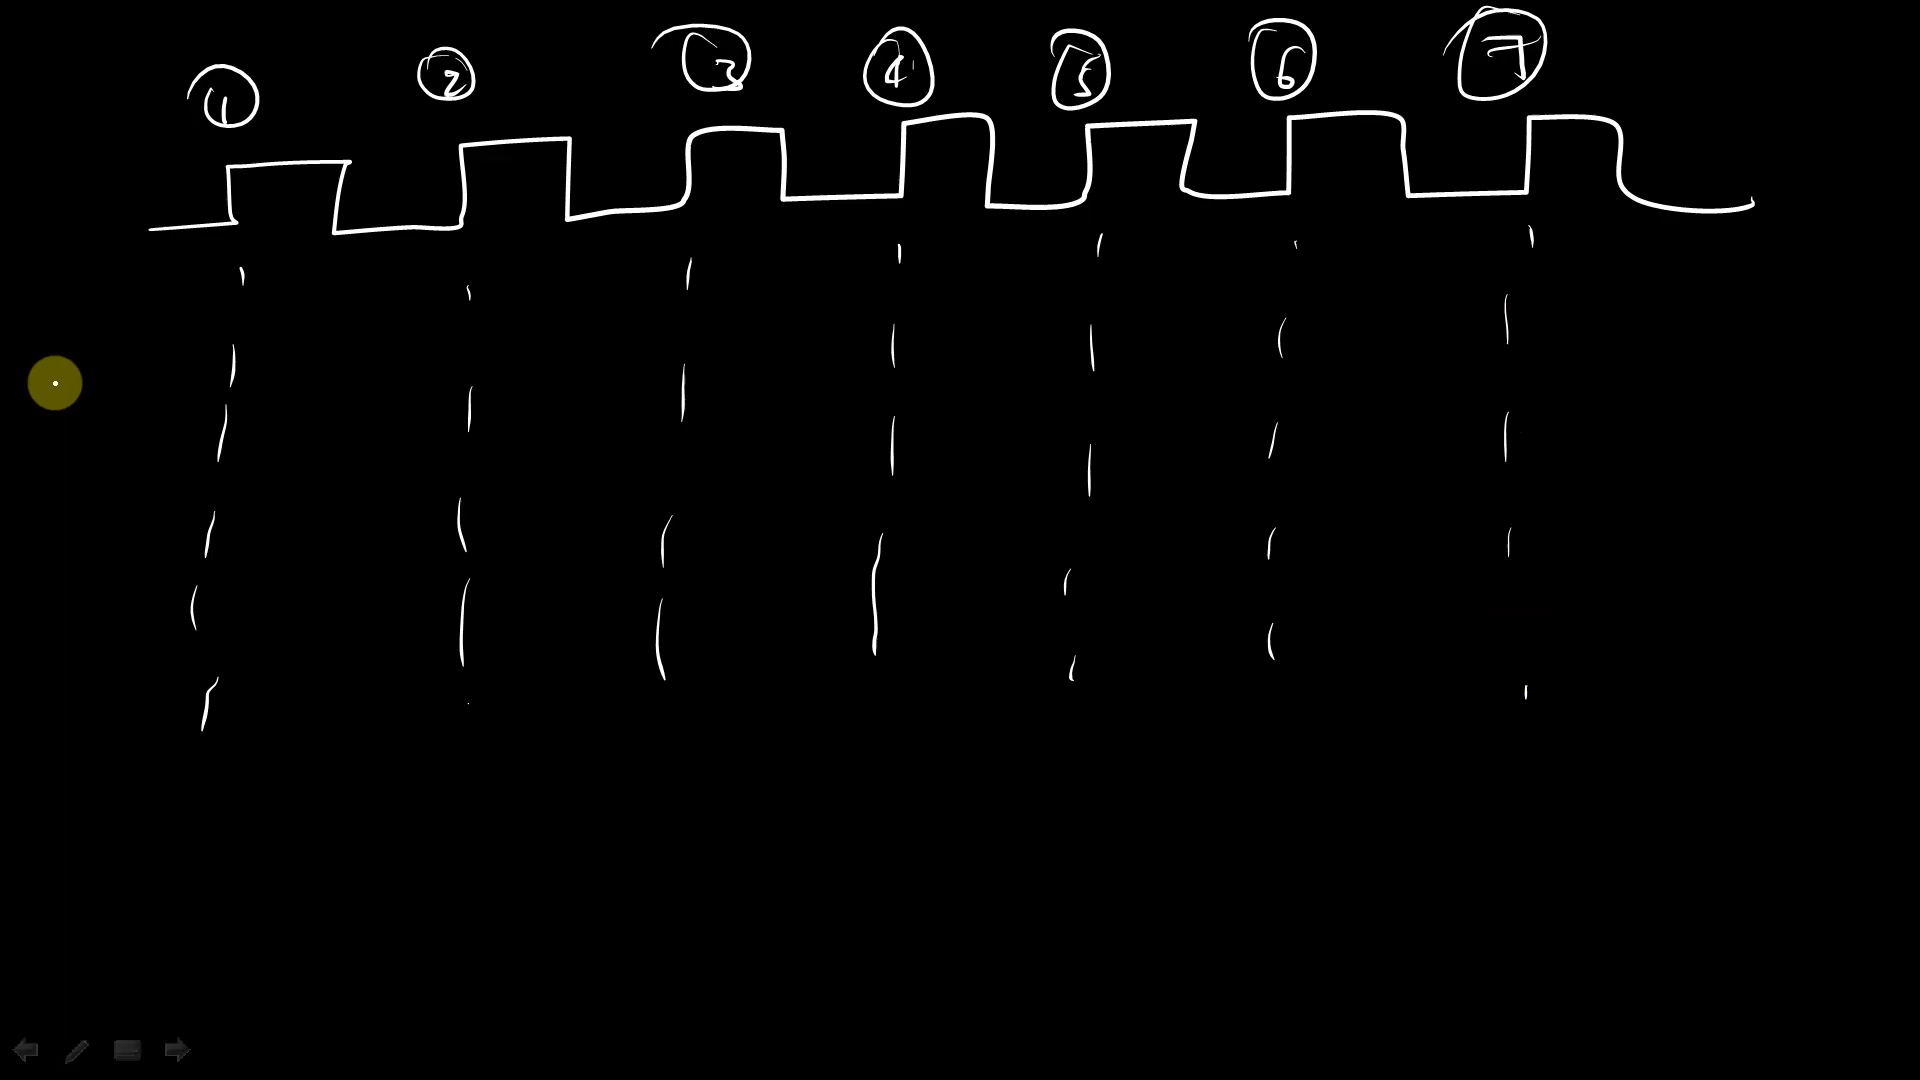 ① ② ③ ④ ⑤ ⑥ ⑦